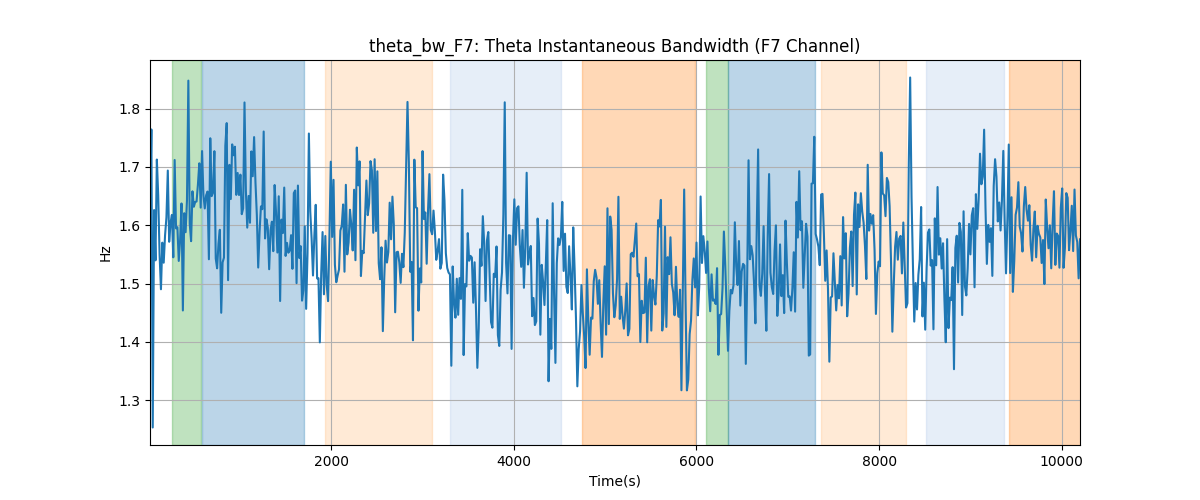 theta_bw_F7: Theta Instantaneous Bandwidth (F7 Channel)
1.8
1.7
1.6
1.5
1.4
1.3
Hz
2000 4000 6000 8000 10000
Time(s)